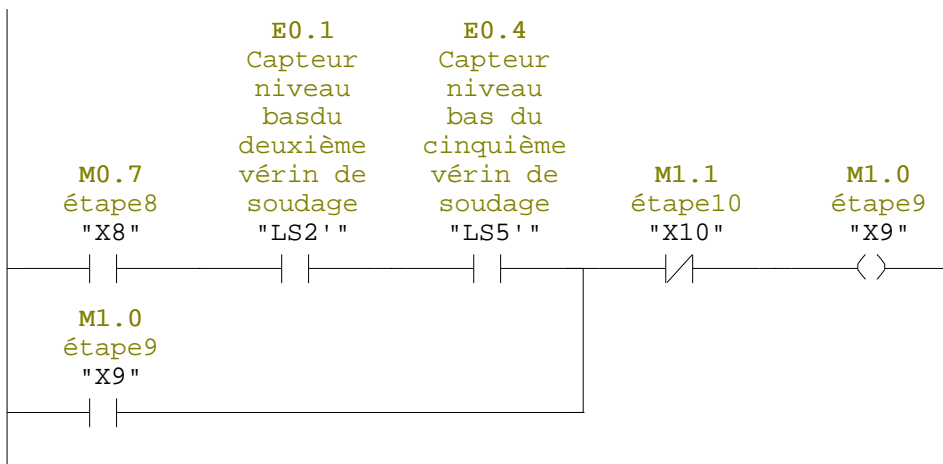 E0.1
Capteur
niveau
basdu
deuxième
vérin de
soudage
"LS2'"
E0.4
Capteur
niveau
bas du
cinquième
vérin de
soudage
"LS5'"
M0.7
étape8
"X8"
M1.1
étape10
"X10"
M1.0
étape9
"X9"
M1.0
étape9
"X9"